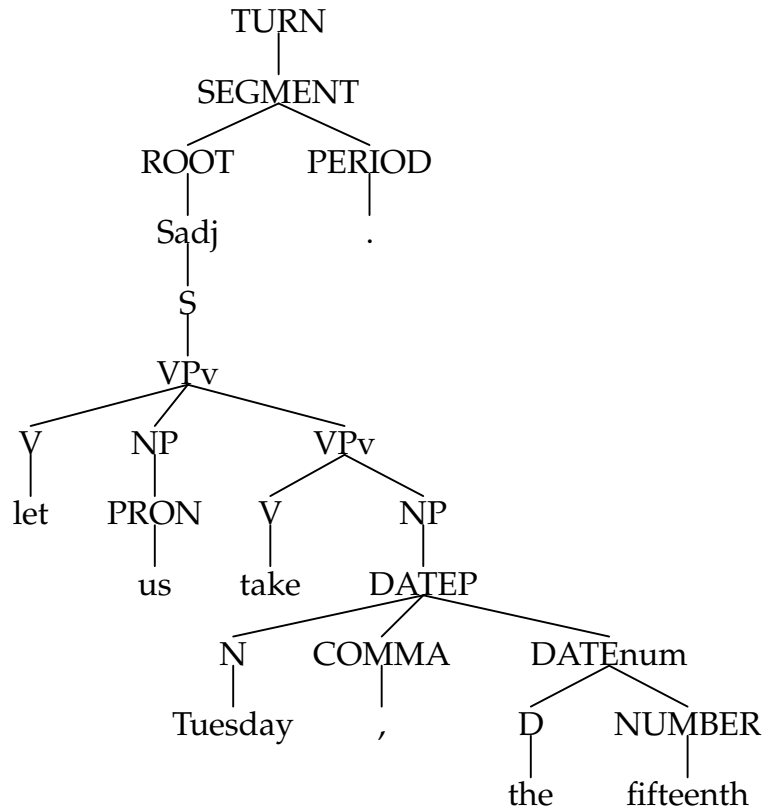 TURN
SEGMENT
ROOT PERIOD
Sadj .
S
VPv
V NP VPv
let PRON V NP
us take DATEP
N COMMA DATEnum
Tuesday , D NUMBER
the fifteenth